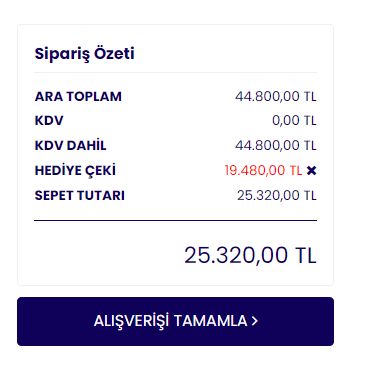 Sipariş Özeti
ARA TOPLAM 44.800,00 TL
KDV 0,00 TL
KDV DAHİL 44.800,00 TL
HEDİYE ÇEKİ 19.480,00 TL ✖
SEPET TUTARI 25.320,00 TL
25.320,00 TL
ALIŞVERİŞİ TAMAMLA >